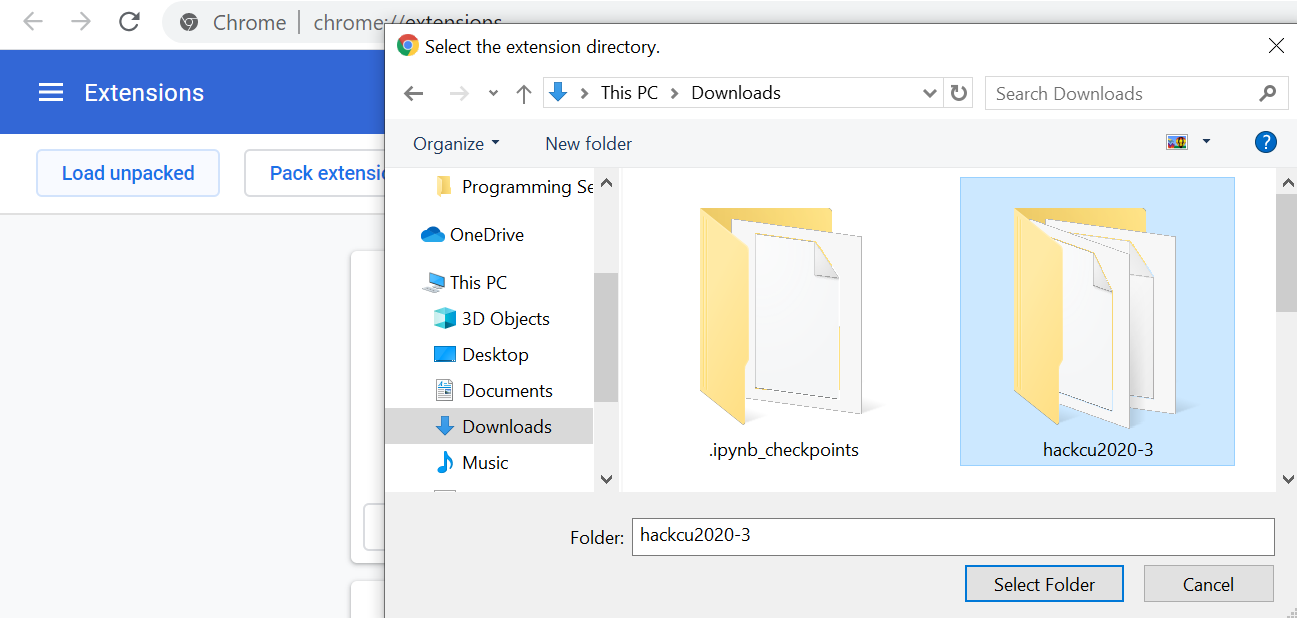 Chrome | chrome://extensions
Select the extension directory.
This PC > Downloads
Search Downloads
Extensions
Organize
New folder
?
Load unpacked
Pack extensi
Programming Se
OneDrive
This PC
3D Objects
Desktop
Documents
Downloads
Music
.ipynb_checkpoints
hackcu2020-3
Folder: hackcu2020-3
Select Folder
Cancel